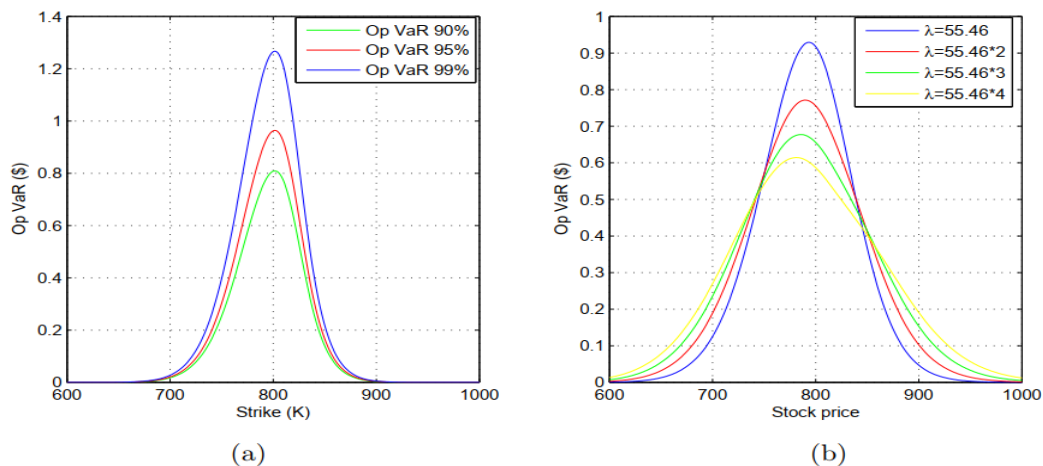 1.4
1.2
1
0.8
0.6
0.4
0.2
0
Op VaR ($)
Op VaR 90%
Op VaR 95%
Op VaR 99%
600 700 800 900 1000
Strike (K)
(a)
1
0.9
0.8
0.7
0.6
0.5
0.4
0.3
0.2
0.1
0
Op VaR ($)
λ=55.46
λ=55.46*2
λ=55.46*3
λ=55.46*4
600 700 800 900 1000
Stock price
(b)